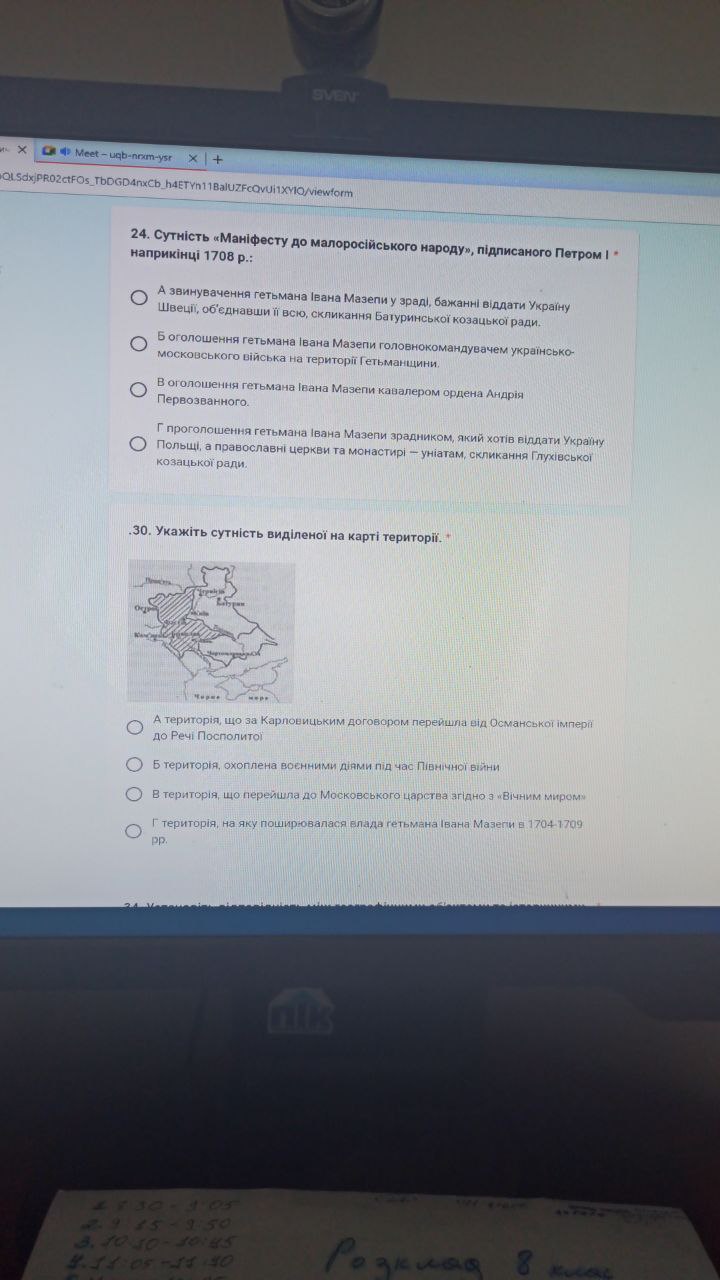 SVEN
Meet – uqb-nrxm-ysr
QLSdxjPR02ctFOs_TbDGD4nxCb_h4ETYn11BalUZFcQvUi1XYlQ/viewform
24. Сутність «Маніфесту до малоросійського народу», підписаного Петром І *
наприкінці 1708 р.:
А звинувачення гетьмана Івана Мазепи у зраді, бажанні віддати Україну
Швеції, об'єднавши її всю, скликання Батуринської козацької ради.
Б оголошення гетьмана Івана Мазепи головнокомандувачем українсько-
московського війська на території Гетьманщини.
В оголошення гетьмана Івана Мазепи кавалером ордена Андрія
Первозванного.
Г проголошення гетьмана Івана Мазепи зрадником, який хотів віддати Україну
Польщі, а православні церкви та монастирі — уніатам, скликання Глухівської
козацької ради.
.30. Укажіть сутність виділеної на карті території. *
Чернігів
Батурин
Київ
Чорне море
А територія, що за Карловицьким договором перейшла від Османської імперії
до Речі Посполитої
Б територія, охоплена воєнними діями під час Північної війни
В територія, що перейшла до Московського царства згідно з «Вічним миром»
Г територія, на яку поширювалася влада гетьмана Івана Мазепи в 1704-1709
рр.
пік
1. 8:30 - 9:05
2. 9 15 - 9:50
3. 10 10 - 10:45
4. 11:05 - 11:40
Розклад 8 клас